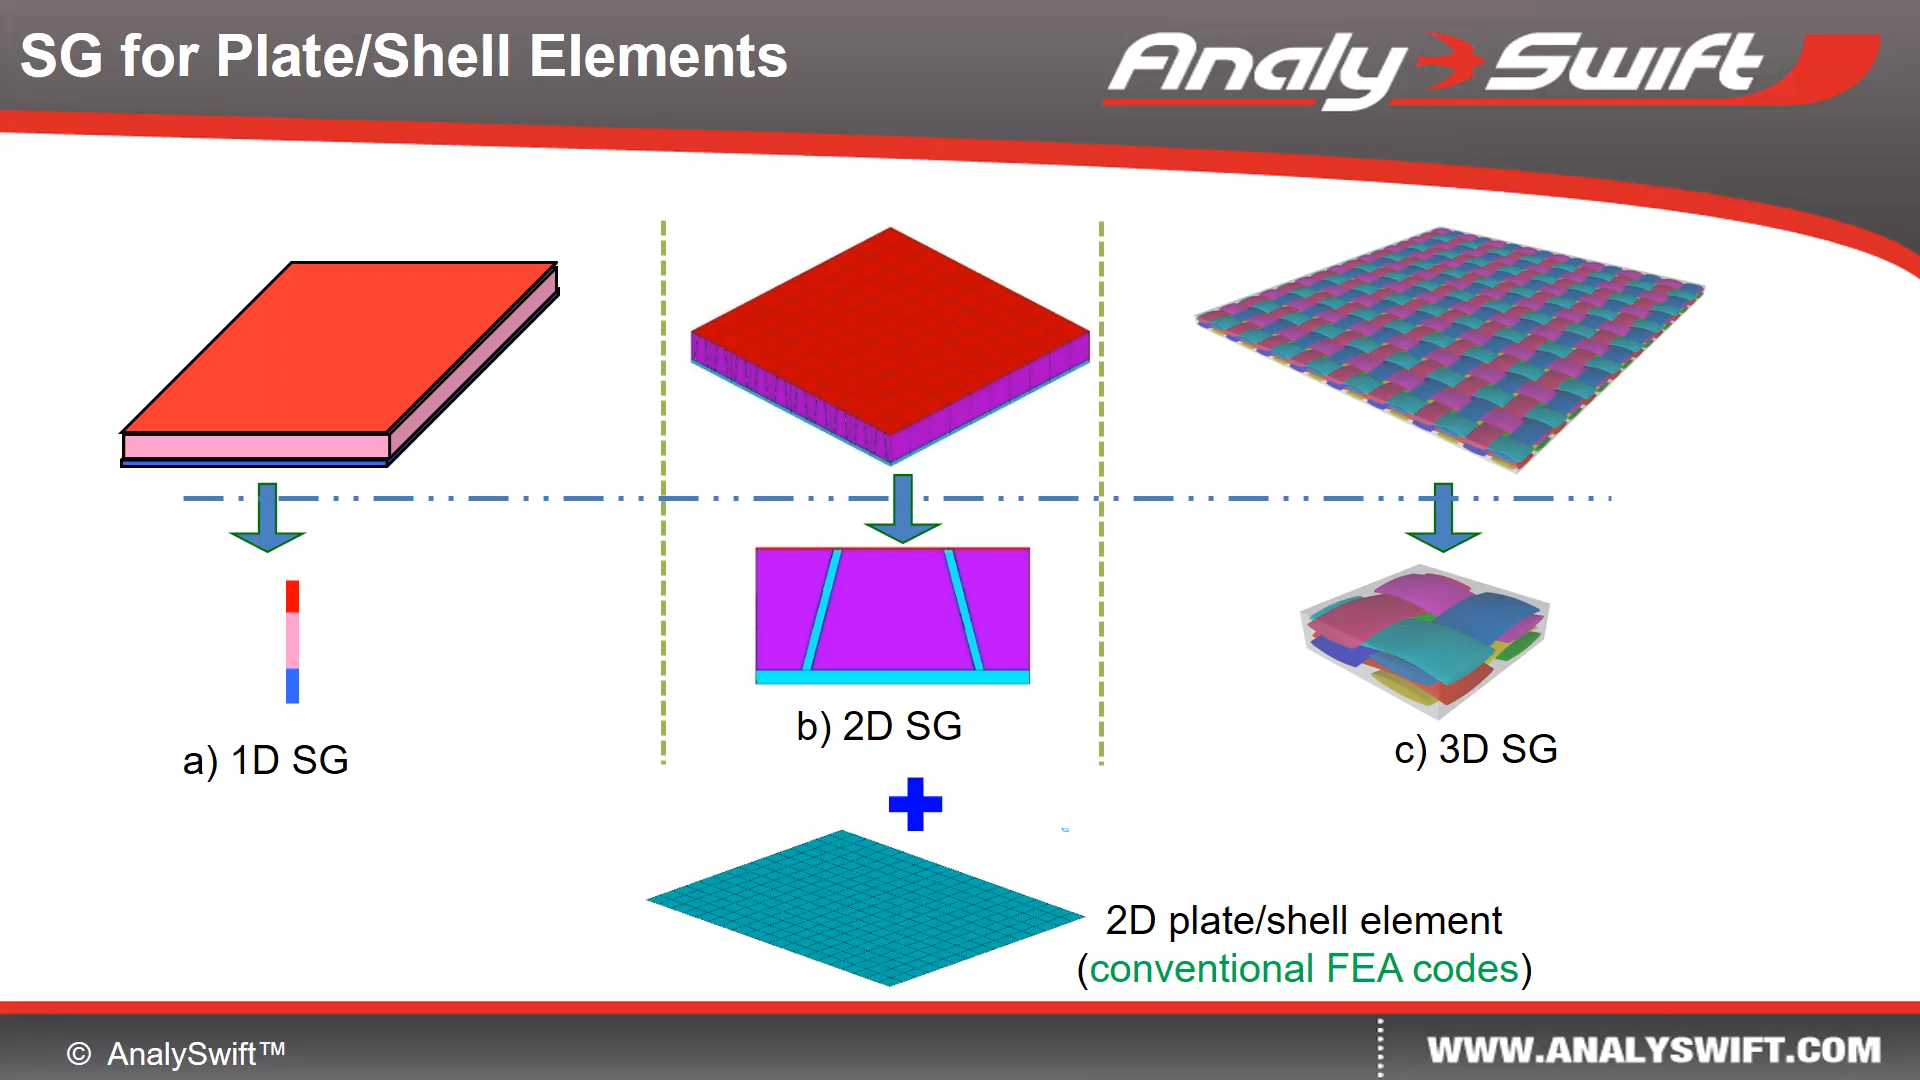 SG for Plate/Shell Elements
AnalySwift
a) 1D SG
b) 2D SG
c) 3D SG
2D plate/shell element
(conventional FEA codes)
© AnalySwift™
WWW.ANALYSWIFT.COM